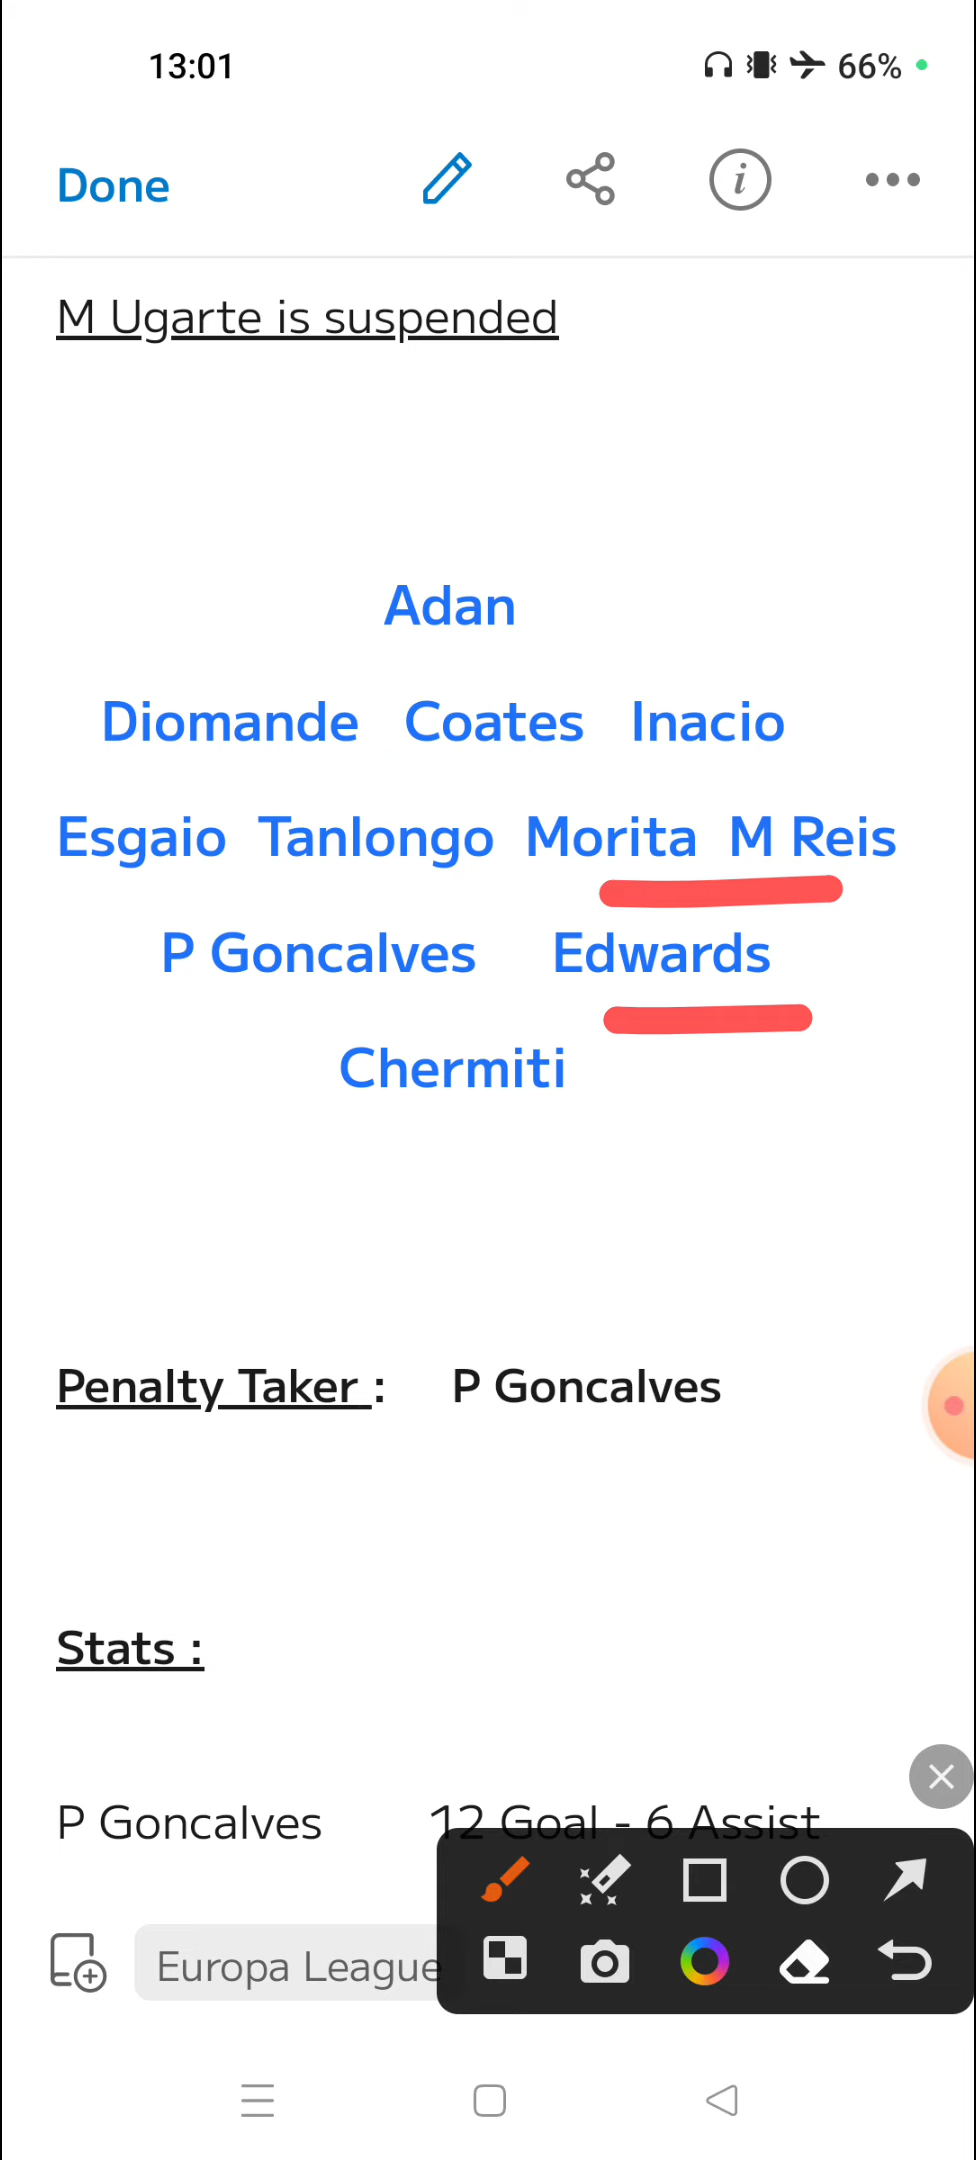 13:01 66%
Done
M Ugarte is suspended
Adan
Diomande Coates Inacio
Esgaio Tanlongo Morita M Reis
P Goncalves Edwards
Chermiti
Penalty Taker : P Goncalves
Stats :
P Goncalves 12 Goal - 6 Assist
Europa League